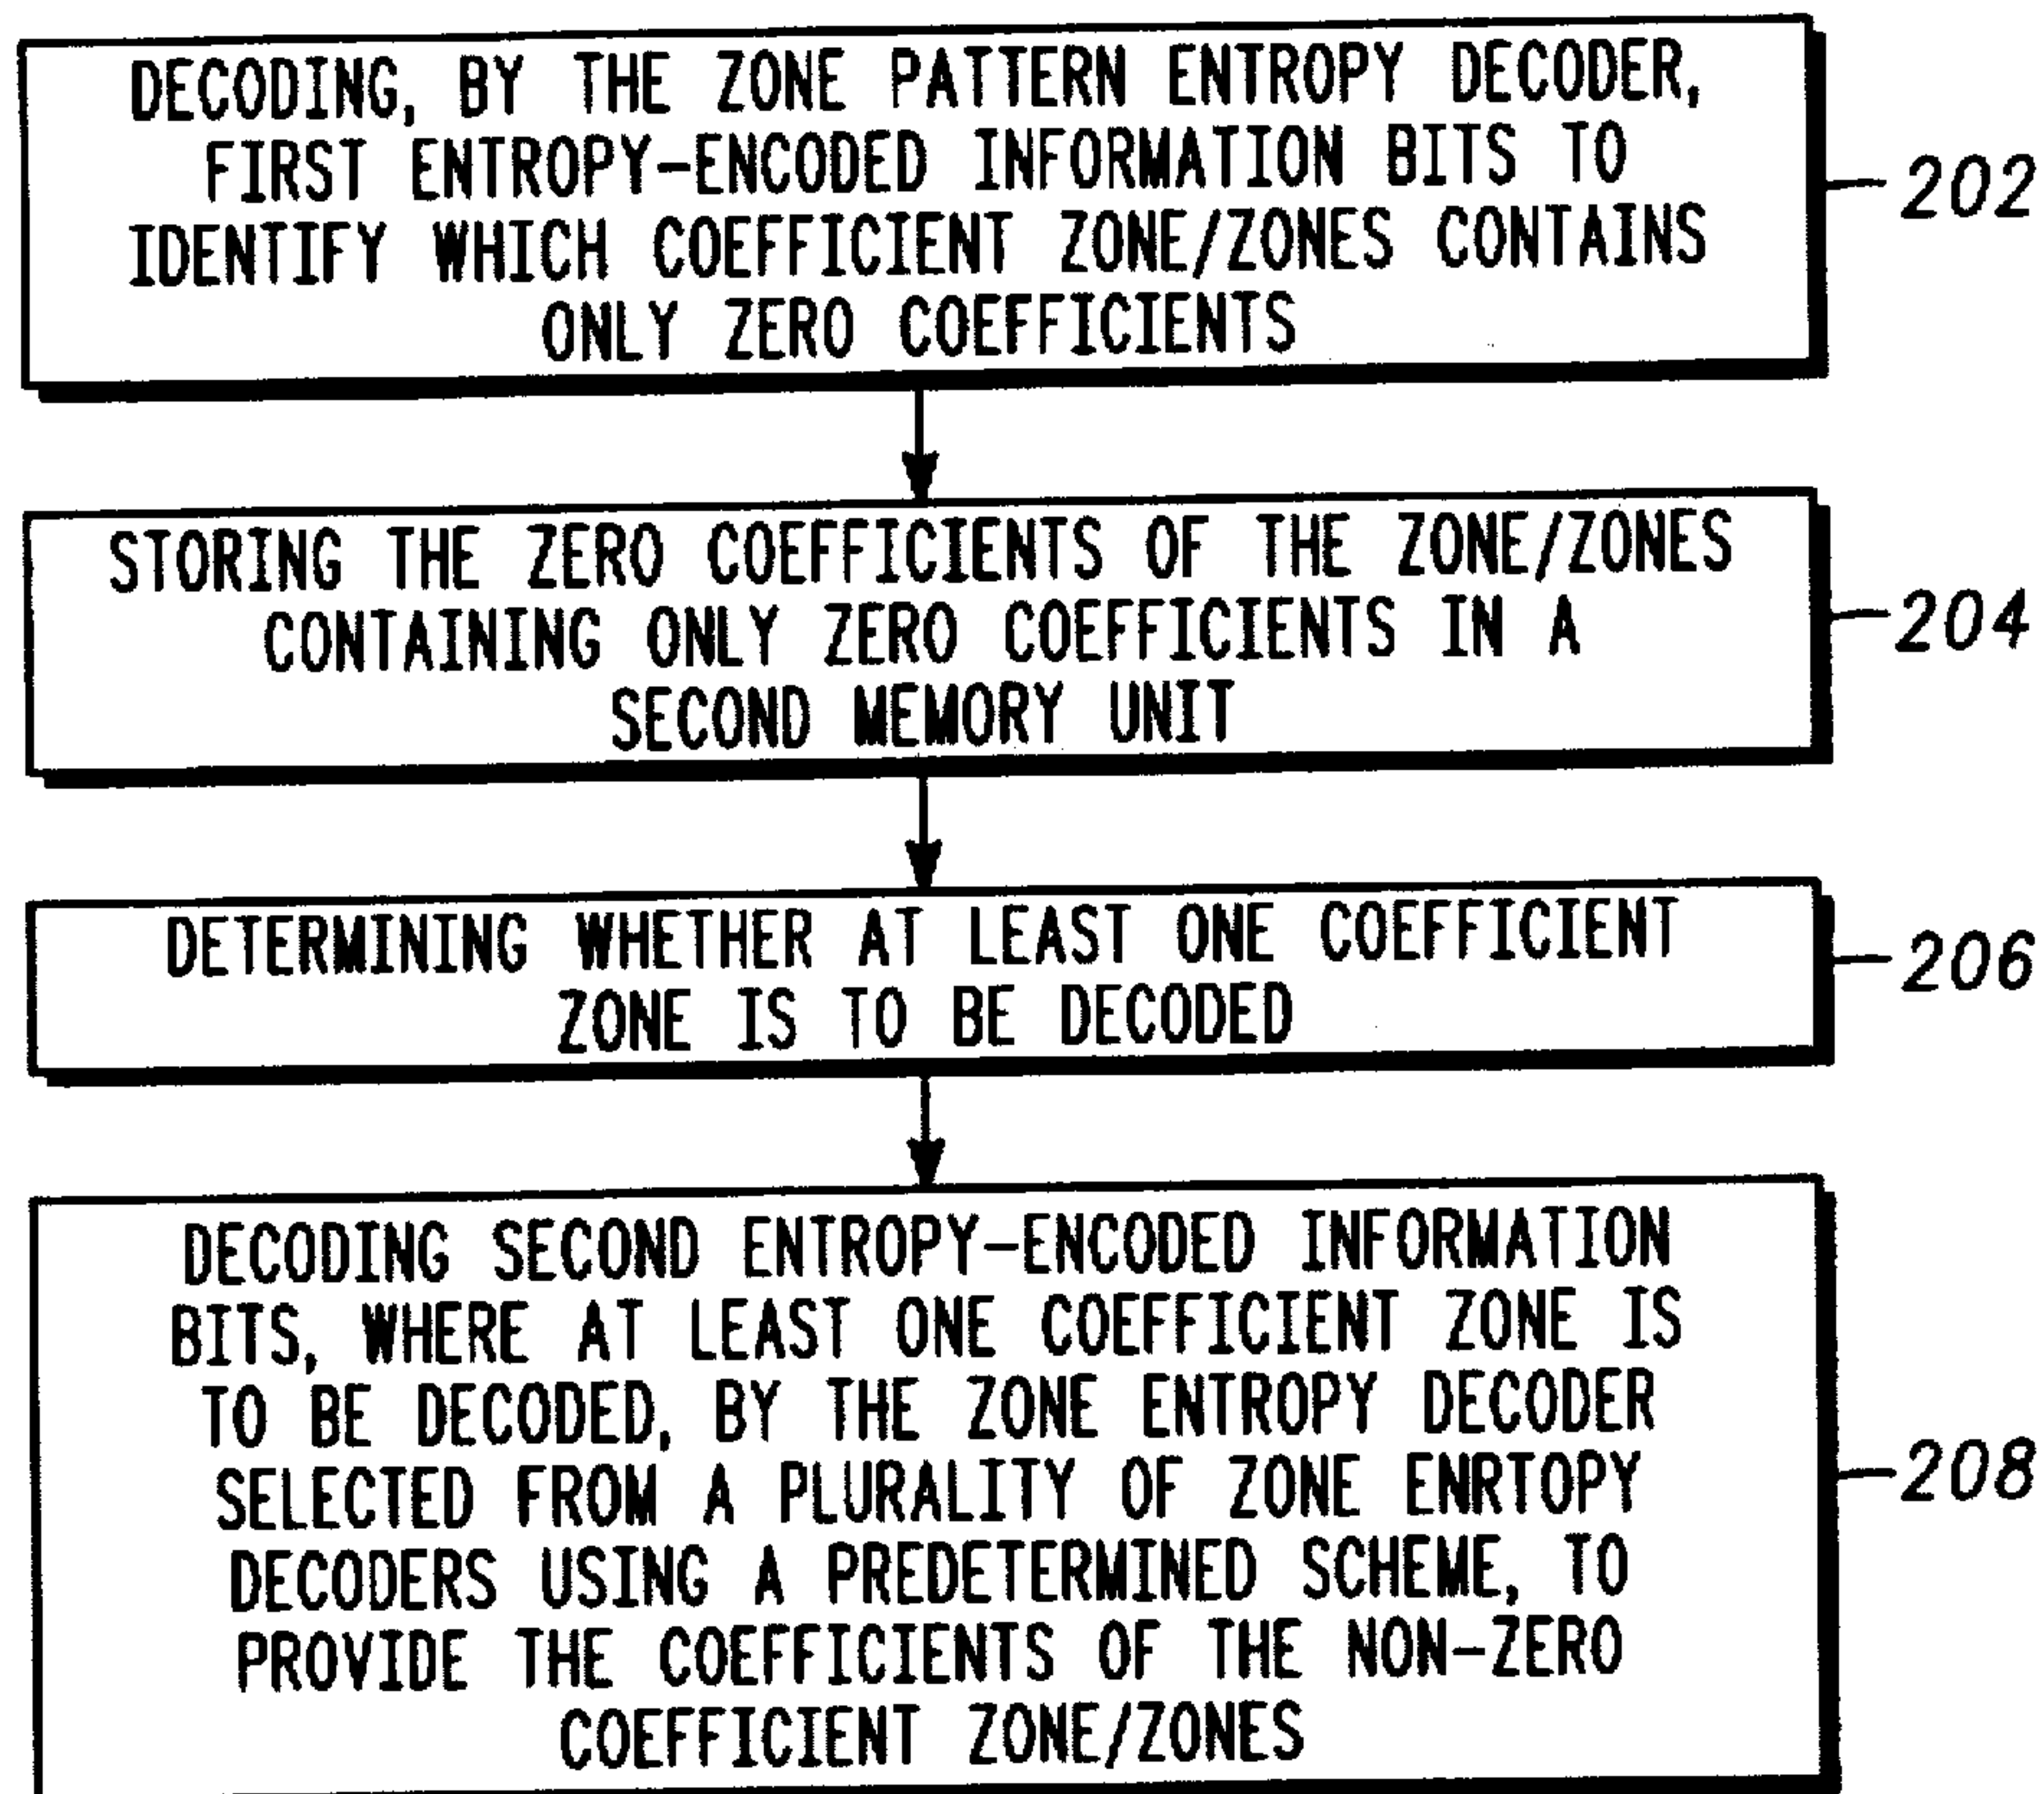 DECODING, BY THE ZONE PATTERN ENTROPY DECODER,
FIRST ENTROPY-ENCODED INFORMATION BITS TO
IDENTIFY WHICH COEFFICIENT ZONE/ZONES CONTAINS
ONLY ZERO COEFFICIENTS
202
STORING THE ZERO COEFFICIENTS OF THE ZONE/ZONES
CONTAINING ONLY ZERO COEFFICIENTS IN A
SECOND MEMORY UNIT
204
DETERMINING WHETHER AT LEAST ONE COEFFICIENT
ZONE IS TO BE DECODED
206
DECODING SECOND ENTROPY-ENCODED INFORMATION
BITS, WHERE AT LEAST ONE COEFFICIENT ZONE IS
TO BE DECODED, BY THE ZONE ENTROPY DECODER
SELECTED FROM A PLURALITY OF ZONE ENRTOPY
DECODERS USING A PREDETERMINED SCHEME, TO
PROVIDE THE COEFFICIENTS OF THE NON-ZERO
COEFFICIENT ZONE/ZONES
208